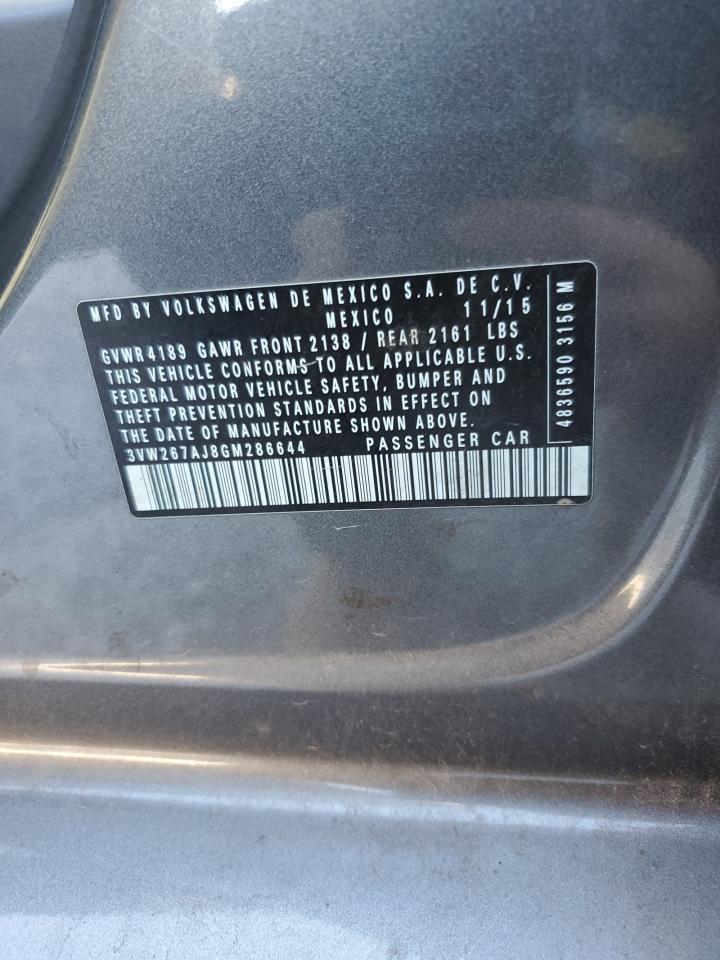 MFD BY VOLKSWAGEN DE MEXICO S.A. DE C.V.
MEXICO 11/15
GVWR4189 GAWR FRONT 2138 / REAR 2161 LBS
THIS VEHICLE CONFORMS TO ALL APPLICABLE U.S.
FEDERAL MOTOR VEHICLE SAFETY, BUMPER AND
THEFT PREVENTION STANDARDS IN EFFECT ON
THE DATE OF MANUFACTURE SHOWN ABOVE.
3VW267AJ8GM286644 PASSENGER CAR
4896590 3156 M